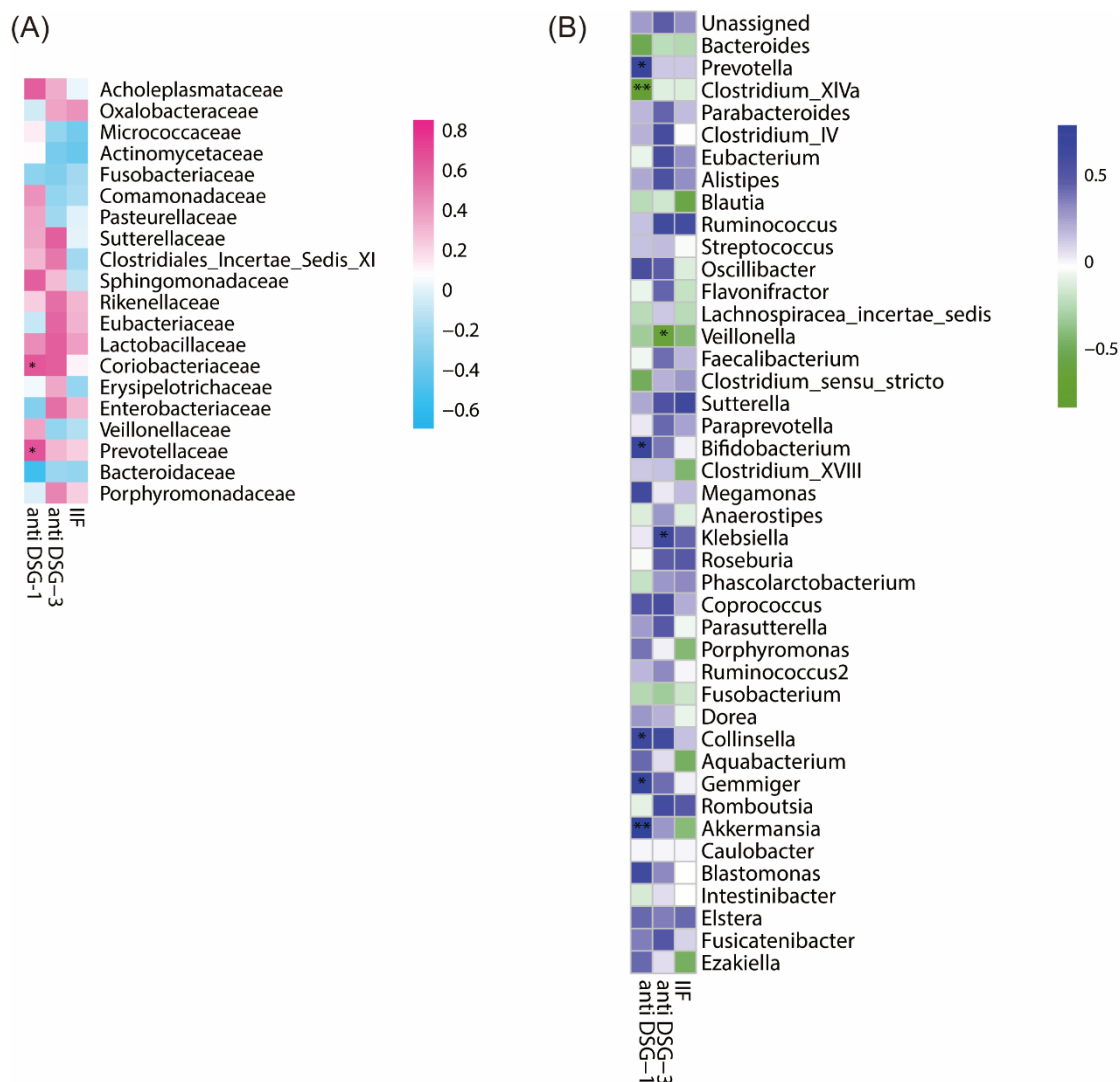 (A)
Acholeplasmataceae
Oxalobacteraceae
Micrococcaceae
Actinomycetaceae
Fusobacteriaceae
Comamonadaceae
Pasteurellaceae
Sutterellaceae
Clostridiales_Incertae_Sedis_XI
Sphingomonadaceae
Rikenellaceae
Eubacteriaceae
Lactobacillaceae
* Coriobacteriaceae
Erysipelotrichaceae
Enterobacteriaceae
Veillonellaceae
* Prevotellaceae
Bacteroidaceae
Porphyromonadaceae
anti DSG-1
anti DSG−3
IIF
0.8
0.6
0.4
0.2
0
−0.2
−0.4
−0.6
(B)
Unassigned
Bacteroides
* Prevotella
** Clostridium_XlVa
Parabacteroides
Clostridium_IV
Eubacterium
Alistipes
Blautia
Ruminococcus
Streptococcus
Oscillibacter
Flavonifractor
Lachnospiracea_incertae_sedis
* Veillonella
Faecalibacterium
Clostridium_sensu_stricto
Sutterella
Paraprevotella
* Bifidobacterium
Clostridium_XVIII
Megamonas
Anaerostipes
* Klebsiella
Roseburia
Phascolarctobacterium
Coprococcus
Parasutterella
Porphyromonas
Ruminococcus2
Fusobacterium
Dorea
* Collinsella
Aquabacterium
* Gemmiger
Romboutsia
** Akkermansia
Caulobacter
Blastomonas
Intestinibacter
Elstera
Fusicatenibacter
Ezakiella
anti DSG−1
anti DSG−3
IIF
0.5
0
−0.5